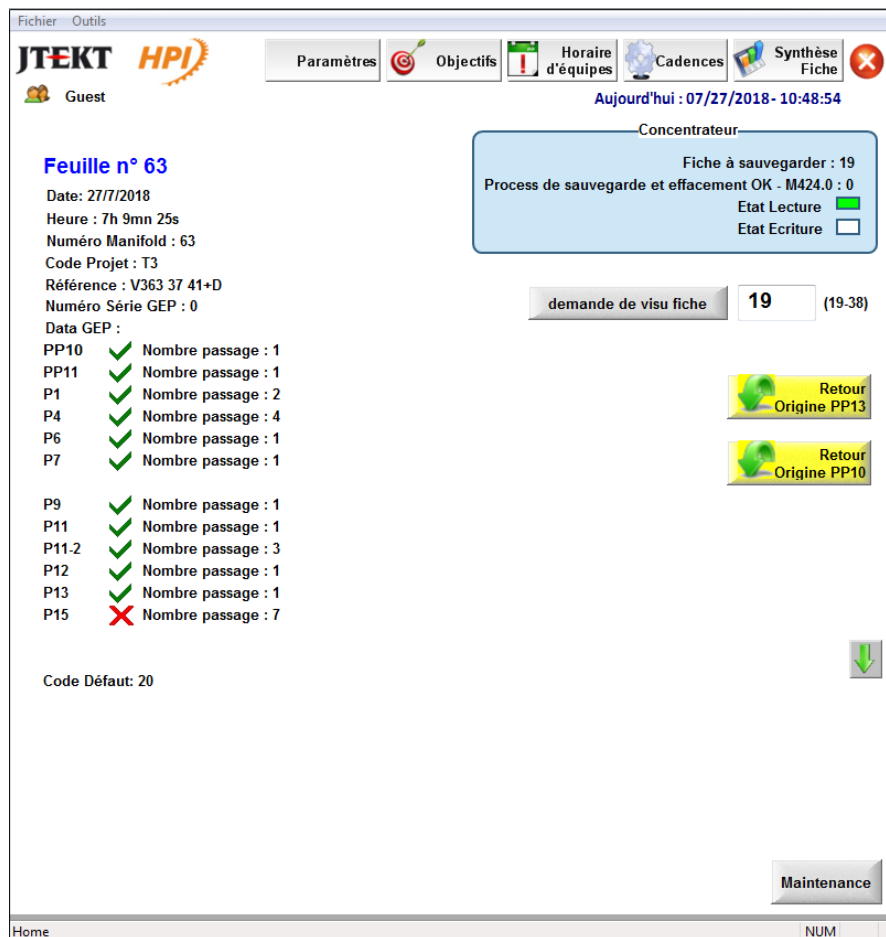 Fichier Outils
JTEKT HPI
Paramètres
Objectifs
Horaire
d'équipes
Cadences
Synthèse
Fiche
Guest
Aujourd'hui : 07/27/2018- 10:48:54
Concentrateur
Fiche à sauvegarder : 19
Process de sauvegarde et effacement OK - M424.0 : 0
Etat Lecture
Etat Ecriture
Feuille n° 63
Date: 27/7/2018
Heure : 7h 9mn 25s
Numéro Manifold : 63
Code Projet : T3
Référence : V363 37 41+D
Numéro Série GEP : 0
Data GEP :
demande de visu fiche 19 (19-38)
PP10 Nombre passage : 1
PP11 Nombre passage : 1
P1 Nombre passage : 2
P4 Nombre passage : 4
P6 Nombre passage : 1
P7 Nombre passage : 1
P9 Nombre passage : 1
P11 Nombre passage : 1
P11-2 Nombre passage : 3
P12 Nombre passage : 1
P13 Nombre passage : 1
P15 Nombre passage : 7
Retour
Origine PP13
Retour
Origine PP10
Code Défaut: 20
Maintenance
Home NUM